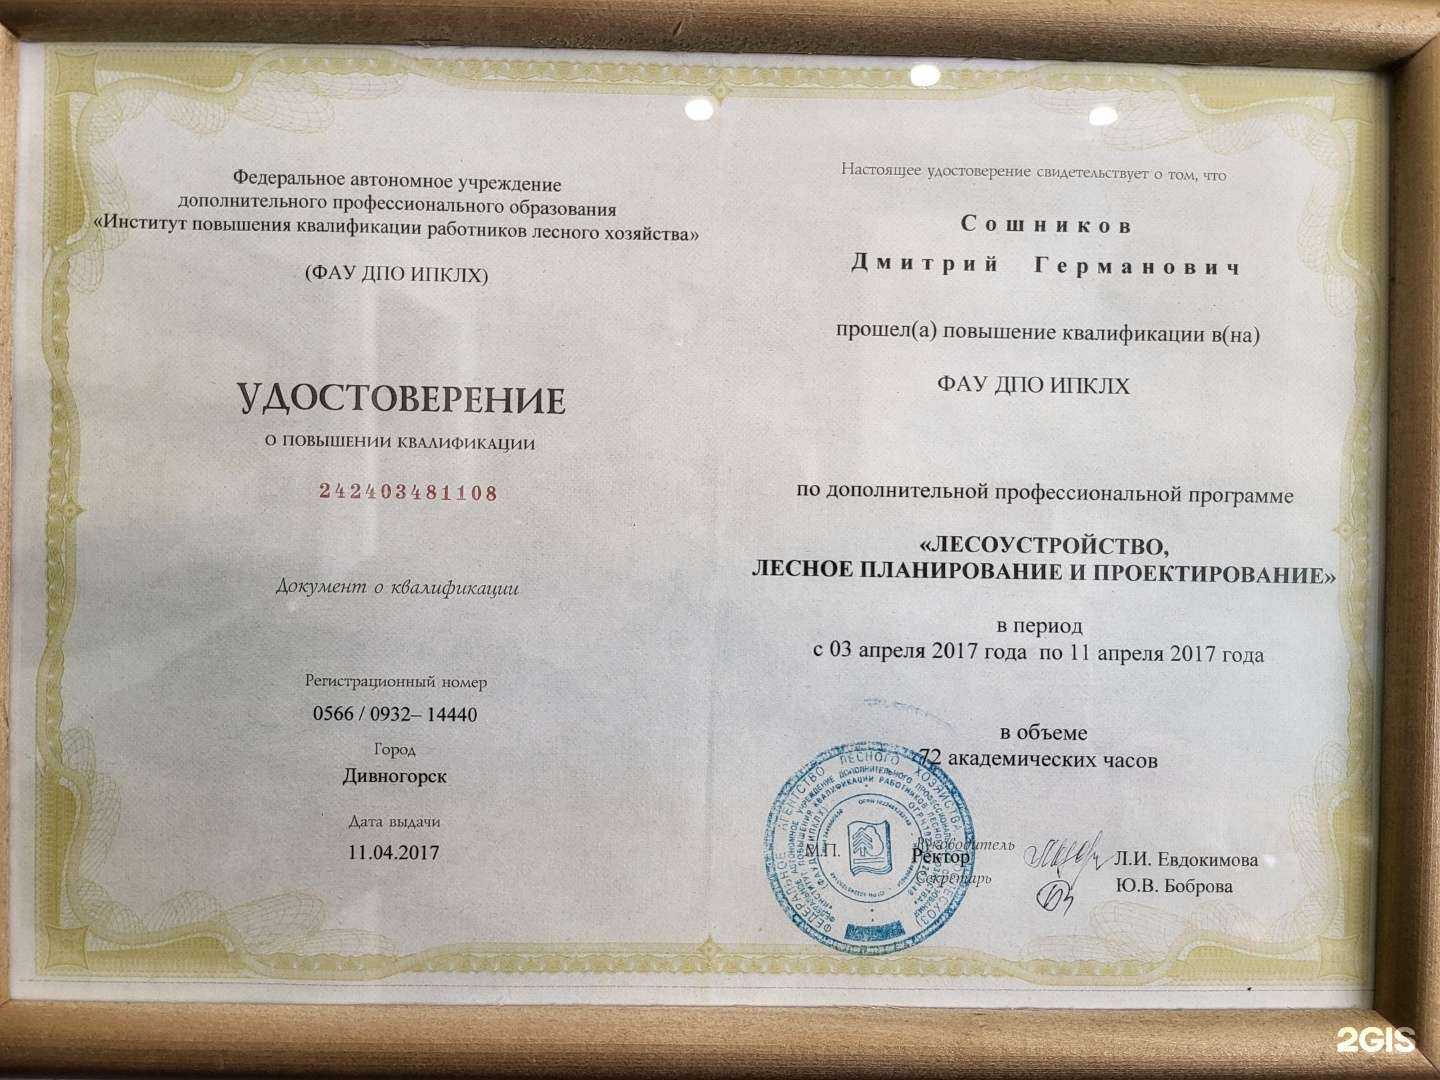 Федеральное автономное учреждение
дополнительного профессионального образования
«Институт повышения квалификации работников лесного хозяйства»
(ФАУ ДПО ИПКЛХ)
УДОСТОВЕРЕНИЕ
О ПОВЫШЕНИИ КВАЛИФИКАЦИИ
242403481108
Документ о квалификации
Регистрационный номер
0566 / 0932– 14440
Город
Дивногорск
Дата выдачи
11.04.2017
Настоящее удостоверение свидетельствует о том, что
Сошников
Дмитрий Германович
прошел(а) повышение квалификации в(на)
ФАУ ДПО ИПКЛХ
по дополнительной профессиональной программе
«ЛЕСОУСТРОЙСТВО,
ЛЕСНОЕ ПЛАНИРОВАНИЕ И ПРОЕКТИРОВАНИЕ»
в период
с 03 апреля 2017 года по 11 апреля 2017 года
в объеме
72 академических часов
ФЕДЕРАЛЬНОЕ АГЕНТСТВО ЛЕСНОГО ХОЗЯЙСТВА
М.П.
Руководитель
Ректор
Л.И. Евдокимова
Секретарь
Ю.В. Боброва
2GIS